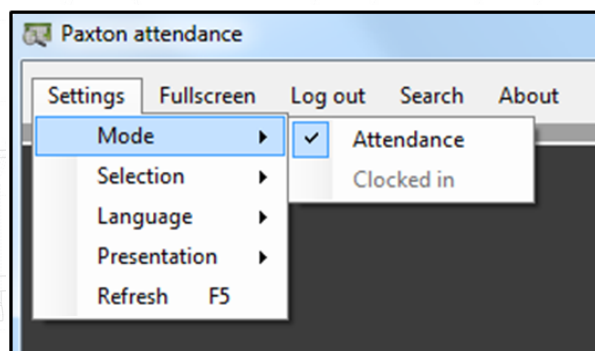 Paxton attendance
Settings Fullscreen Log out Search About
Mode
Attendance
Selection
Clocked in
Language
Presentation
Refresh F5